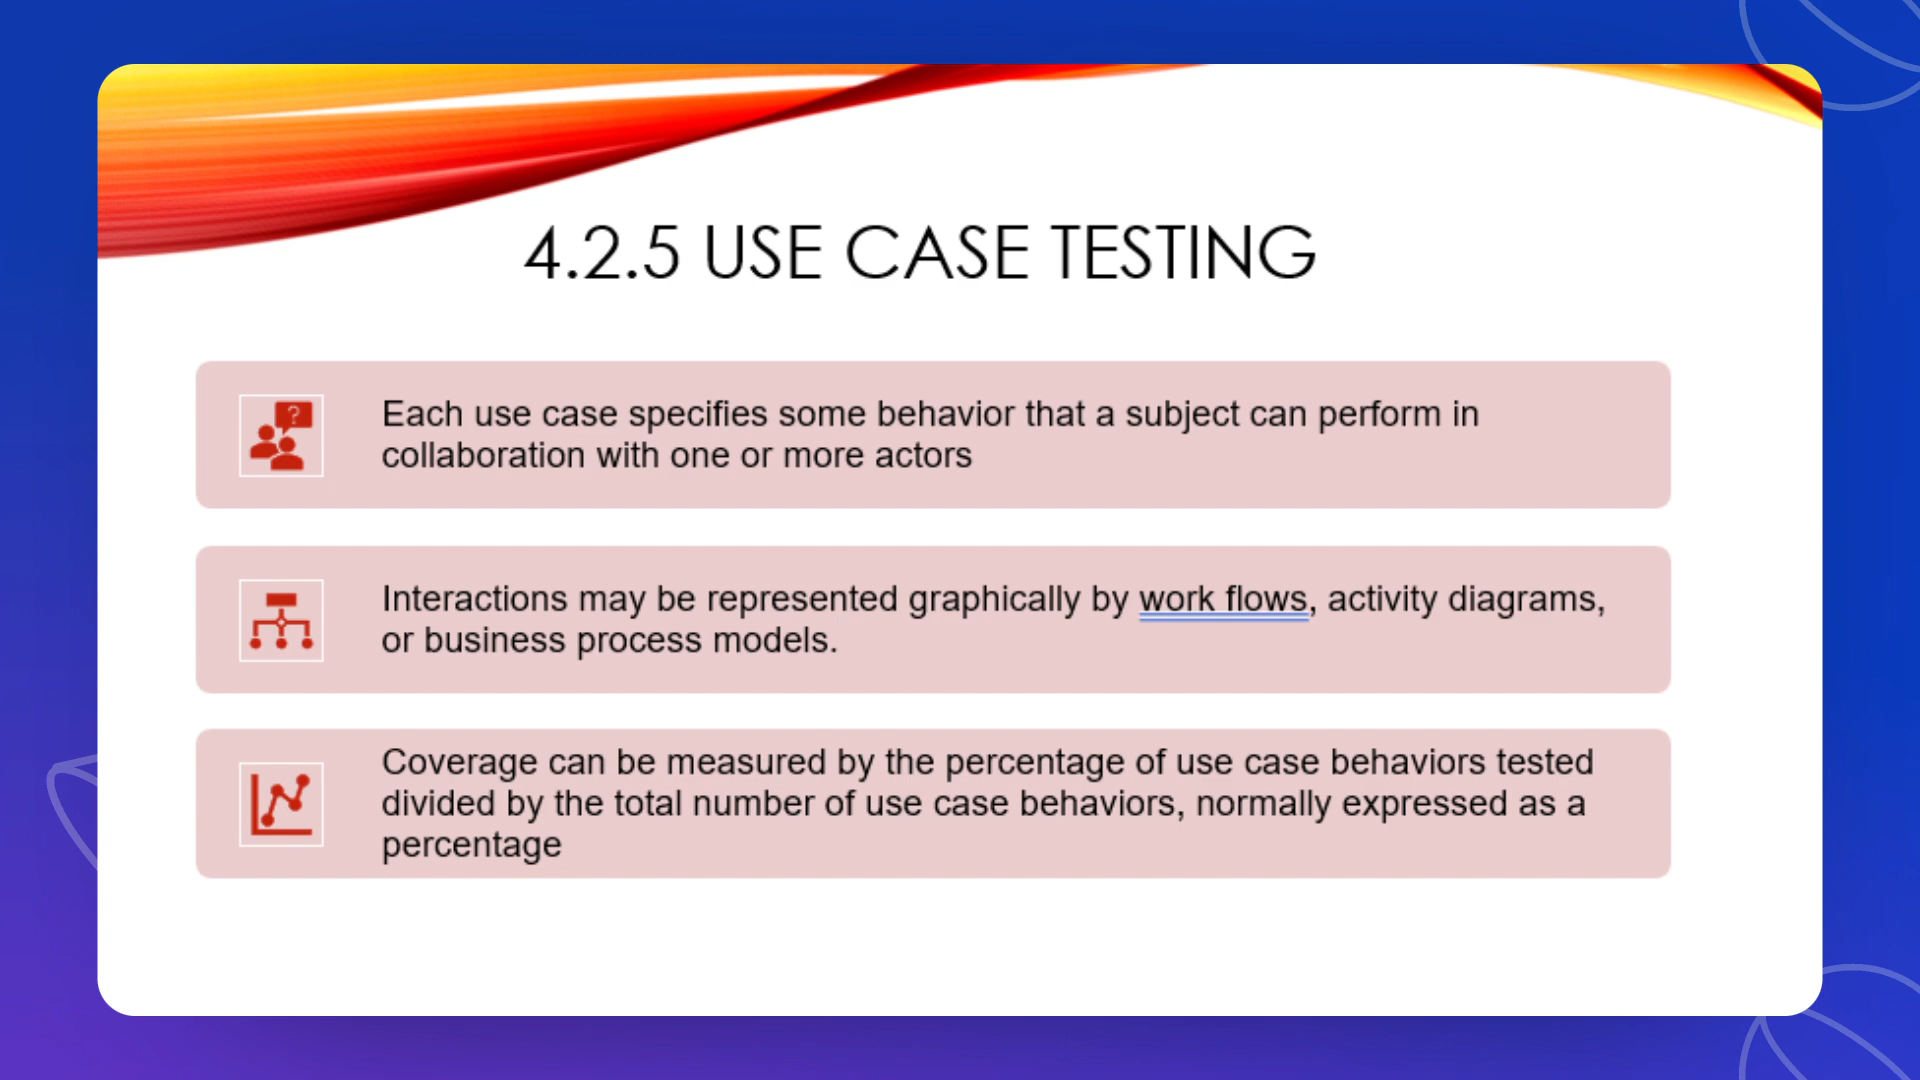 4.2.5 USE CASE TESTING
?
Each use case specifies some behavior that a subject can perform in
collaboration with one or more actors
Interactions may be represented graphically by work flows, activity diagrams,
or business process models.
Coverage can be measured by the percentage of use case behaviors tested
divided by the total number of use case behaviors, normally expressed as a
percentage